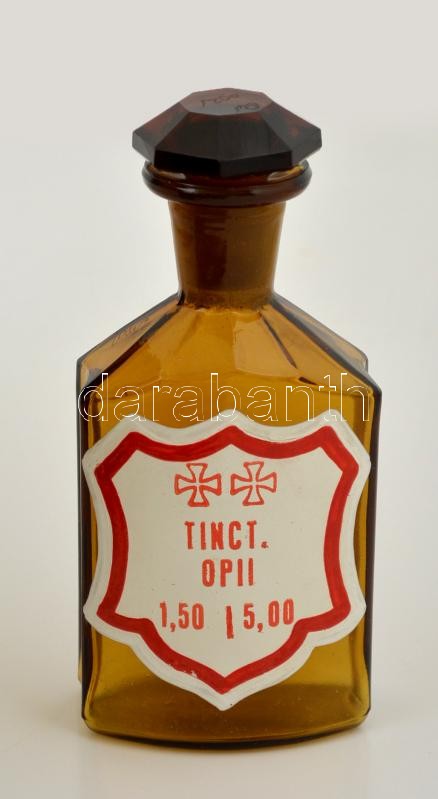 darabanth
TINCT.
OPII
1,50 | 5,00